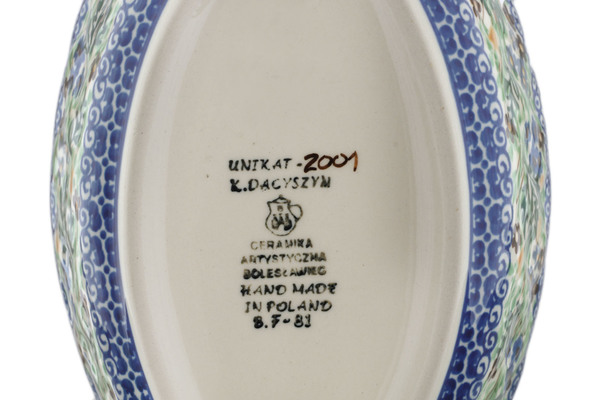 UNIKAT - 2001
K. DACYSZYN
CERAMIKA
ARTYSTYCZNA
BOLESŁAWIEC
HAND MADE
IN POLAND
B.F-81